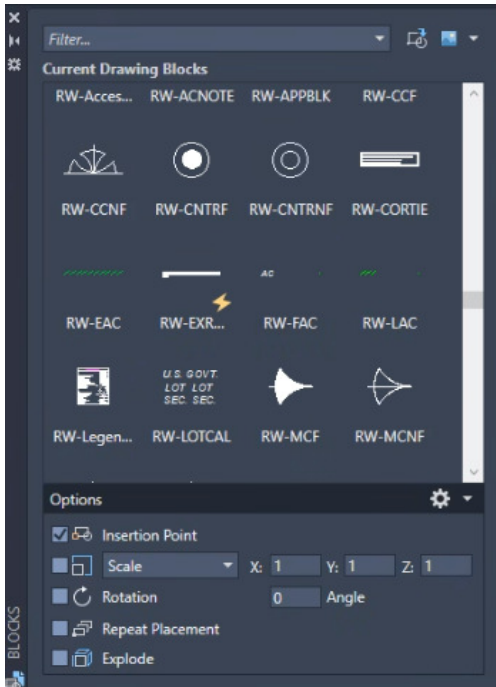 Filter...
Current Drawing Blocks
RW-Acces... RW-ACNOTE RW-APPBLK RW-CCF
RW-CCNF RW-CNTRF RW-CNTRNF RW-CORTIE
AC
RW-EAC RW-EXR... RW-FAC RW-LAC
U.S. GOVT.
LOT LOT
SEC. SEC.
RW-Legen... RW-LOTCAL RW-MCF RW-MCNF
Options
Insertion Point
Scale X: 1 Y: 1 Z: 1
Rotation 0 Angle
Repeat Placement
Explode
BLOCKS